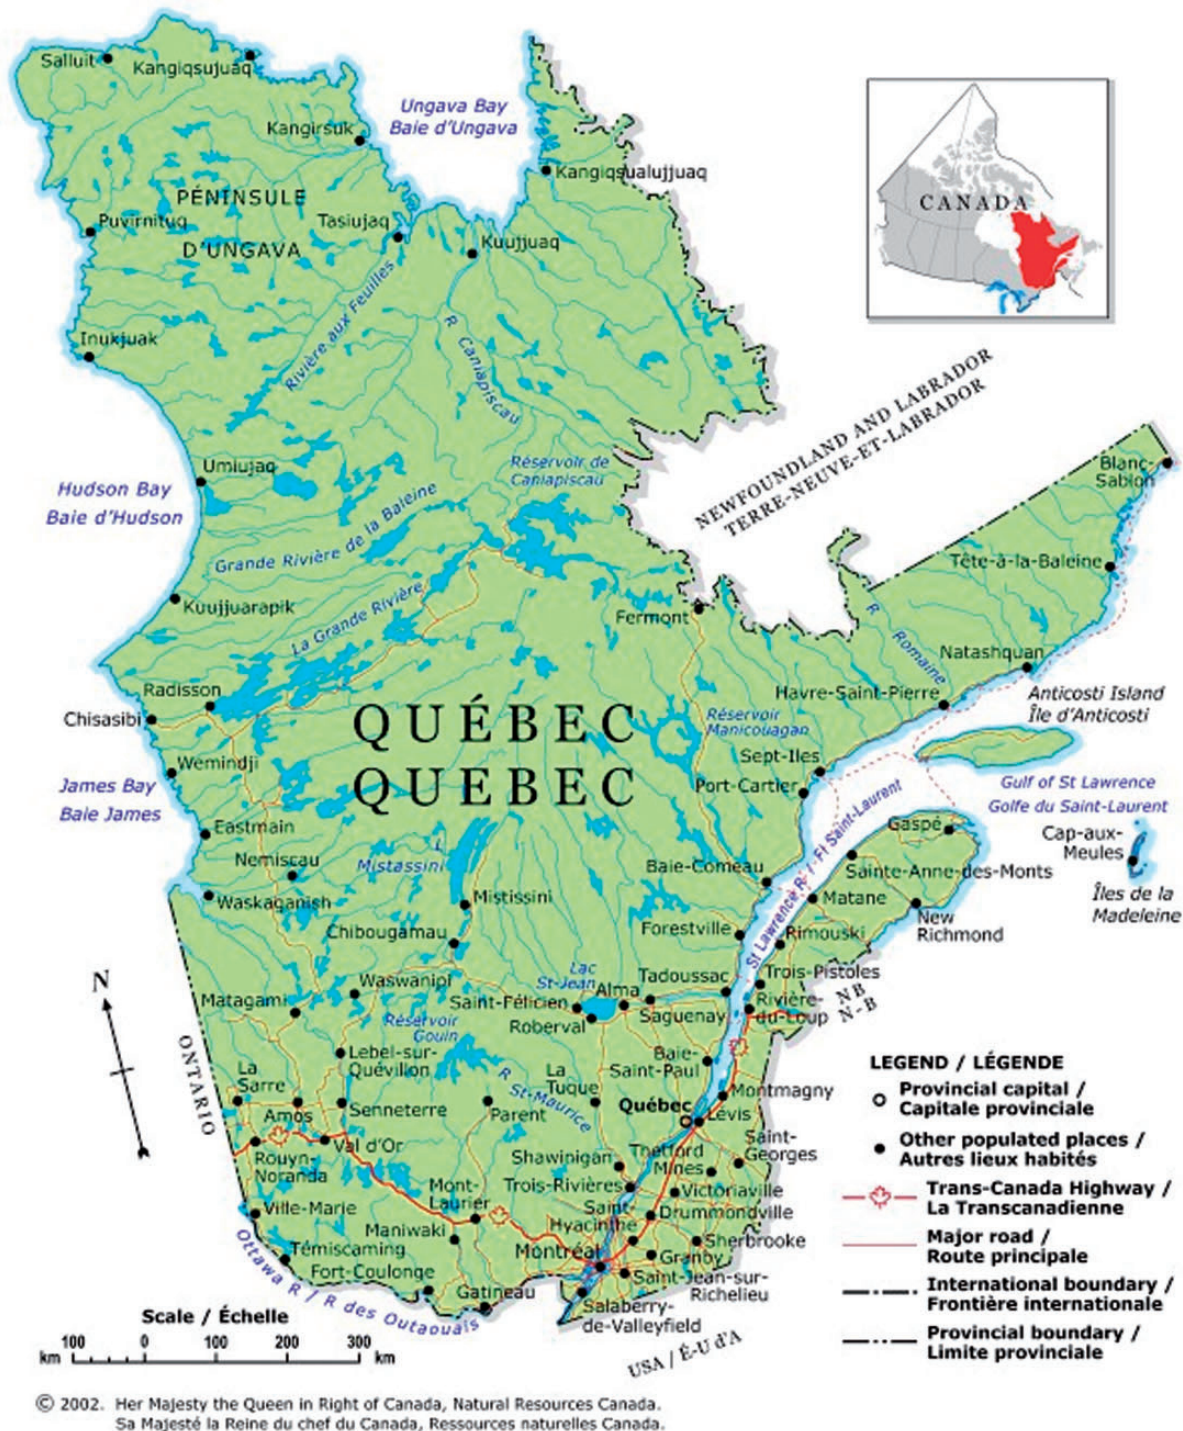 Salluit
Kangiqsujuaq
Ungava Bay
Baie d'Ungava
Kangirsuk
Kangiqsualujjuaq
PÉNINSULE
D'UNGAVA
Puvirnituq
Tasiujaq
Kuujjuaq
CANADA
Rivière aux Feuilles
R Caniapiscau
Inukjuak
NEWFOUNDLAND AND LABRADOR
TERRE-NEUVE-ET-LABRADOR
Umiujaq
Réservoir de
Caniapiscau
Blanc-
Sablon
Hudson Bay
Baie d'Hudson
Grande Rivière de la Baleine
Tête-à-la-Baleine
Kuujjuarapik
La Grande Rivière
Fermont
R Romaine
Natashquan
Radisson
Chisasibi
Havre-Saint-Pierre
Anticosti Island
Île d'Anticosti
QUÉBEC
QUEBEC
Réservoir
Manicouagan
Sept-Iles
Port-Cartier
Wemindji
James Bay
Baie James
Gulf of St Lawrence
Golfe du Saint-Laurent
St Lawrence R / Fl Saint-Laurent
Eastmain
Gaspé
Cap-aux-
Meules
Nemiscau
L
Mistassini
Baie-Comeau
Sainte-Anne-des-Monts
Îles de la
Madeleine
Waskaganish
Mistissini
Matane
New
Richmond
Chibougamau
Forestville
Rimouski
N
Waswanipi
Lac
St-Jean
Alma
Tadoussac
Trois-Pistoles
Matagami
Saint-Félicien
Saguenay
Rivière-
du-Loup
NB
N-B
Roberval
Réservoir
Gouin
ONTARIO
Lebel-sur-
Quévillon
Baie-
Saint-Paul
La
Sarre
La
Tuque
R St-Maurice
Montmagny
Amos
Senneterre
Parent
Québec
Lévis
Val d'Or
Rouyn-
Noranda
Shawinigan
Thetford
Mines
Saint-
Georges
Mont-
Laurier
Trois-Rivières
Victoriaville
Ville-Marie
Maniwaki
Saint-
Hyacinthe
Drummondville
Témiscaming
Montréal
Sherbrooke
Granby
Fort-Coulonge
Saint-Jean-sur-
Richelieu
Ottawa R / R des Outaouais
Gatineau
Salaberry-
de-Valleyfield
USA / É-U d'A
LEGEND / LÉGENDE
Provincial capital /
Capitale provinciale
Other populated places /
Autres lieux habités
Trans-Canada Highway /
La Transcanadienne
Major road /
Route principale
International boundary /
Frontière internationale
Provincial boundary /
Limite provinciale
Scale / Échelle
100 0 100 200 300
km km
© 2002. Her Majesty the Queen in Right of Canada, Natural Resources Canada.
Sa Majesté la Reine du chef du Canada, Ressources naturelles Canada.